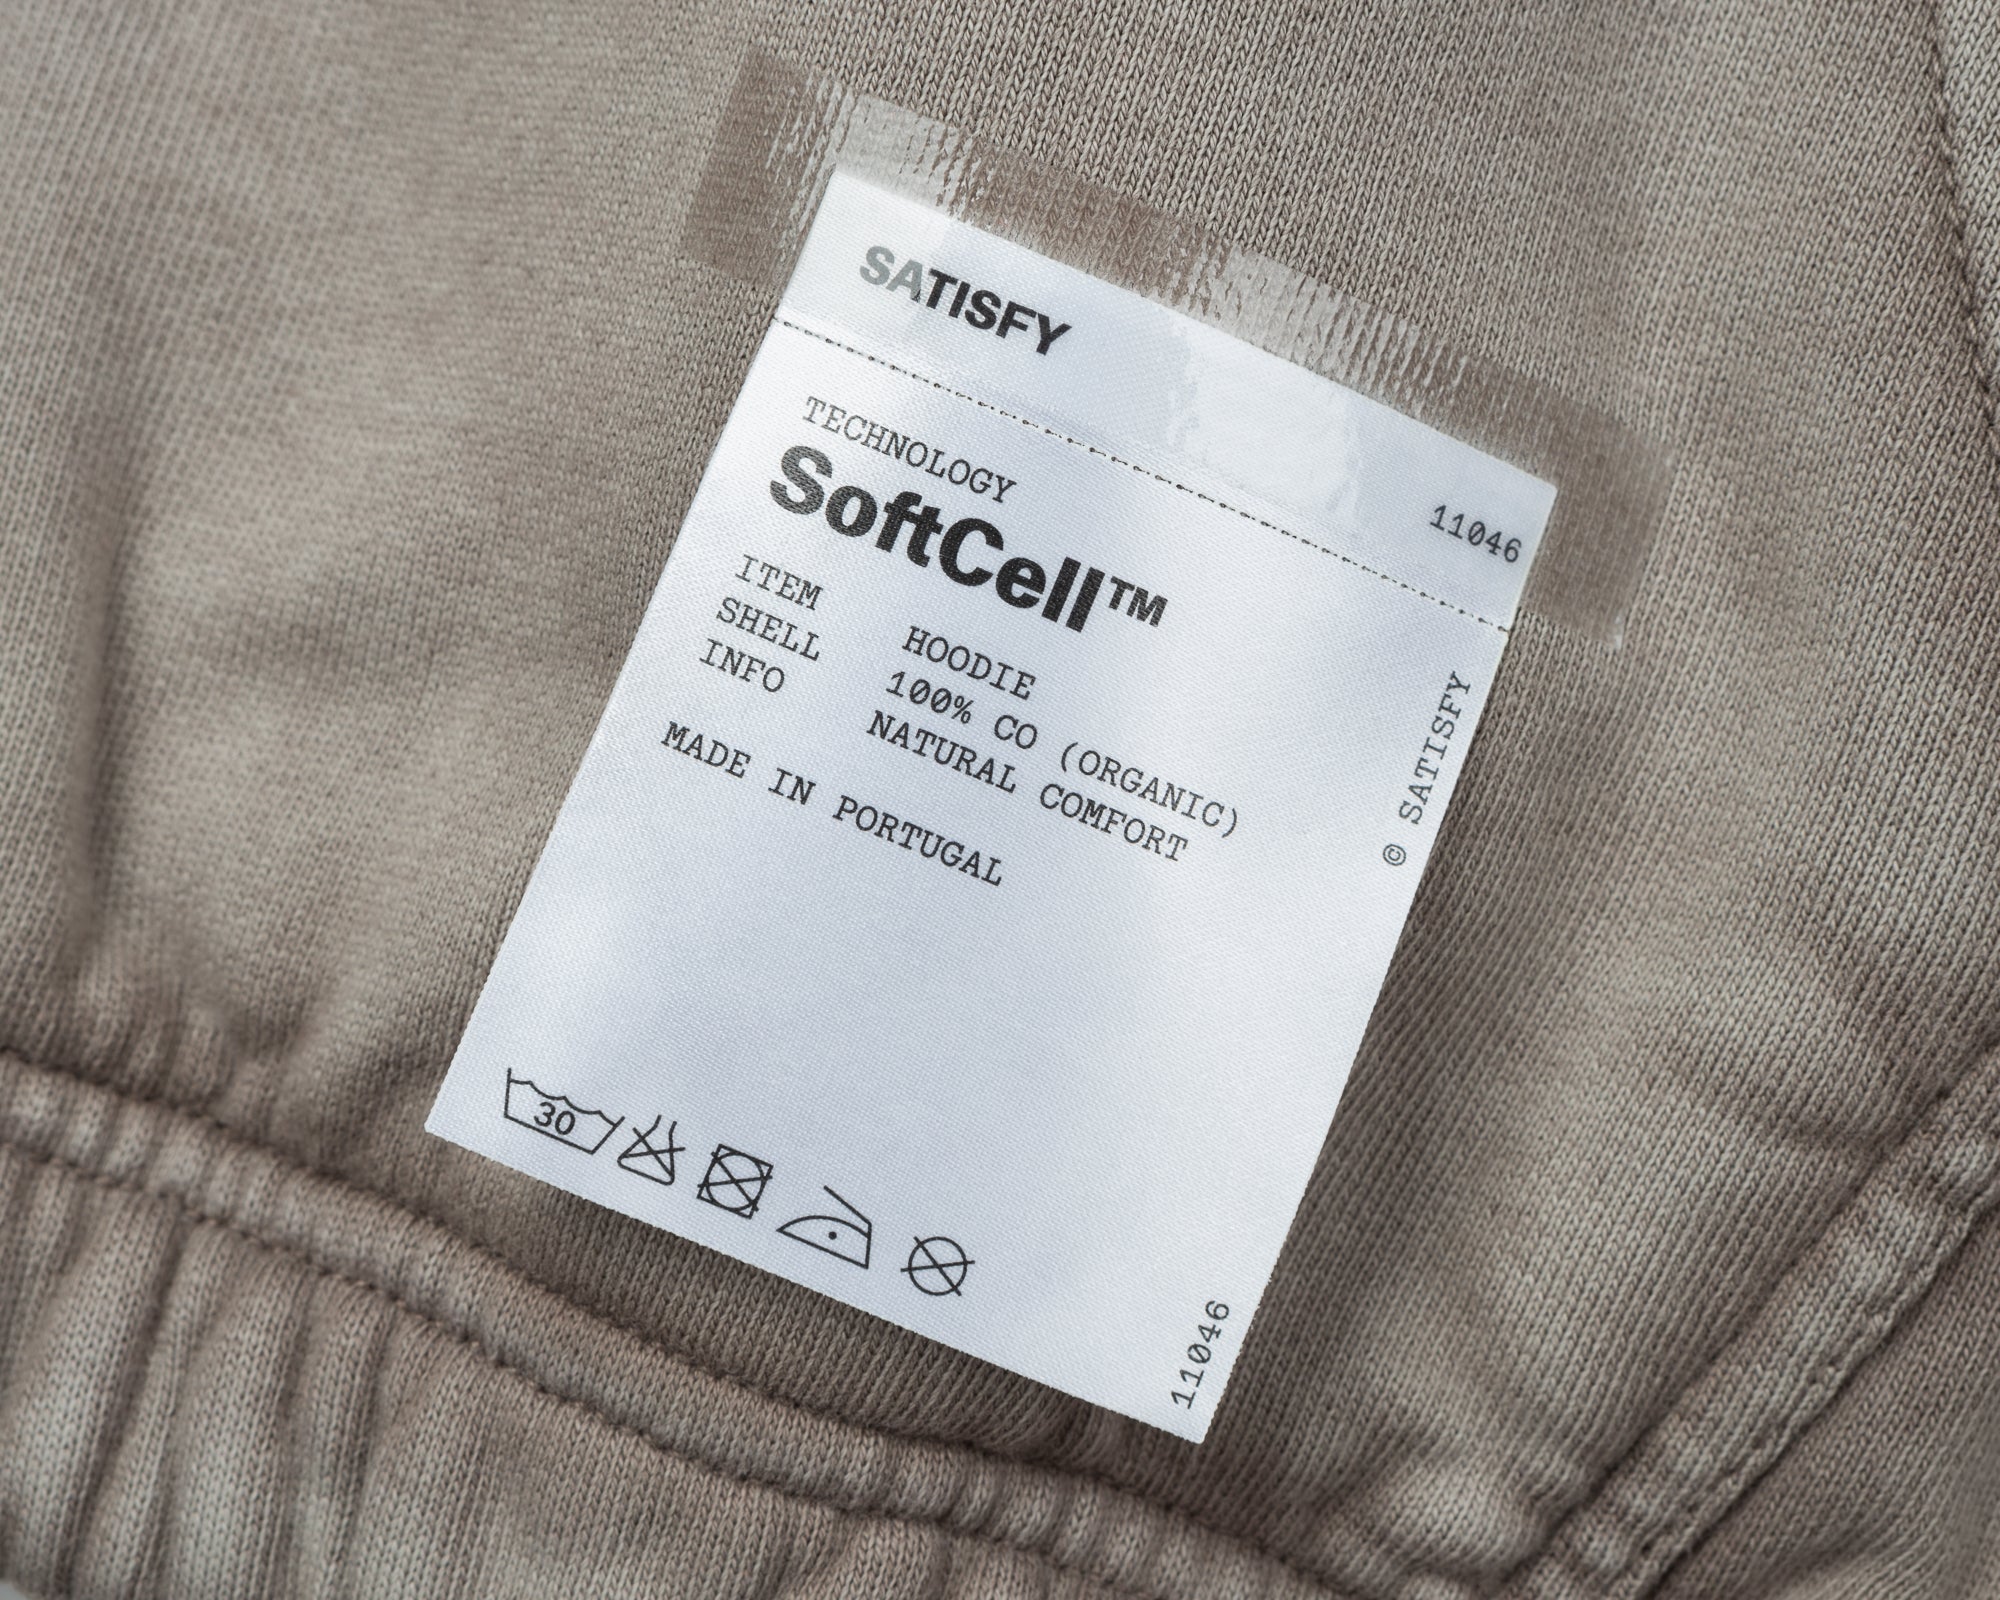 SATISFY
11046
TECHNOLOGY
SoftCell™
ITEM HOODIE
SHELL 100% CO (ORGANIC)
INFO NATURAL COMFORT
MADE IN PORTUGAL
© SATISFY
30
11046